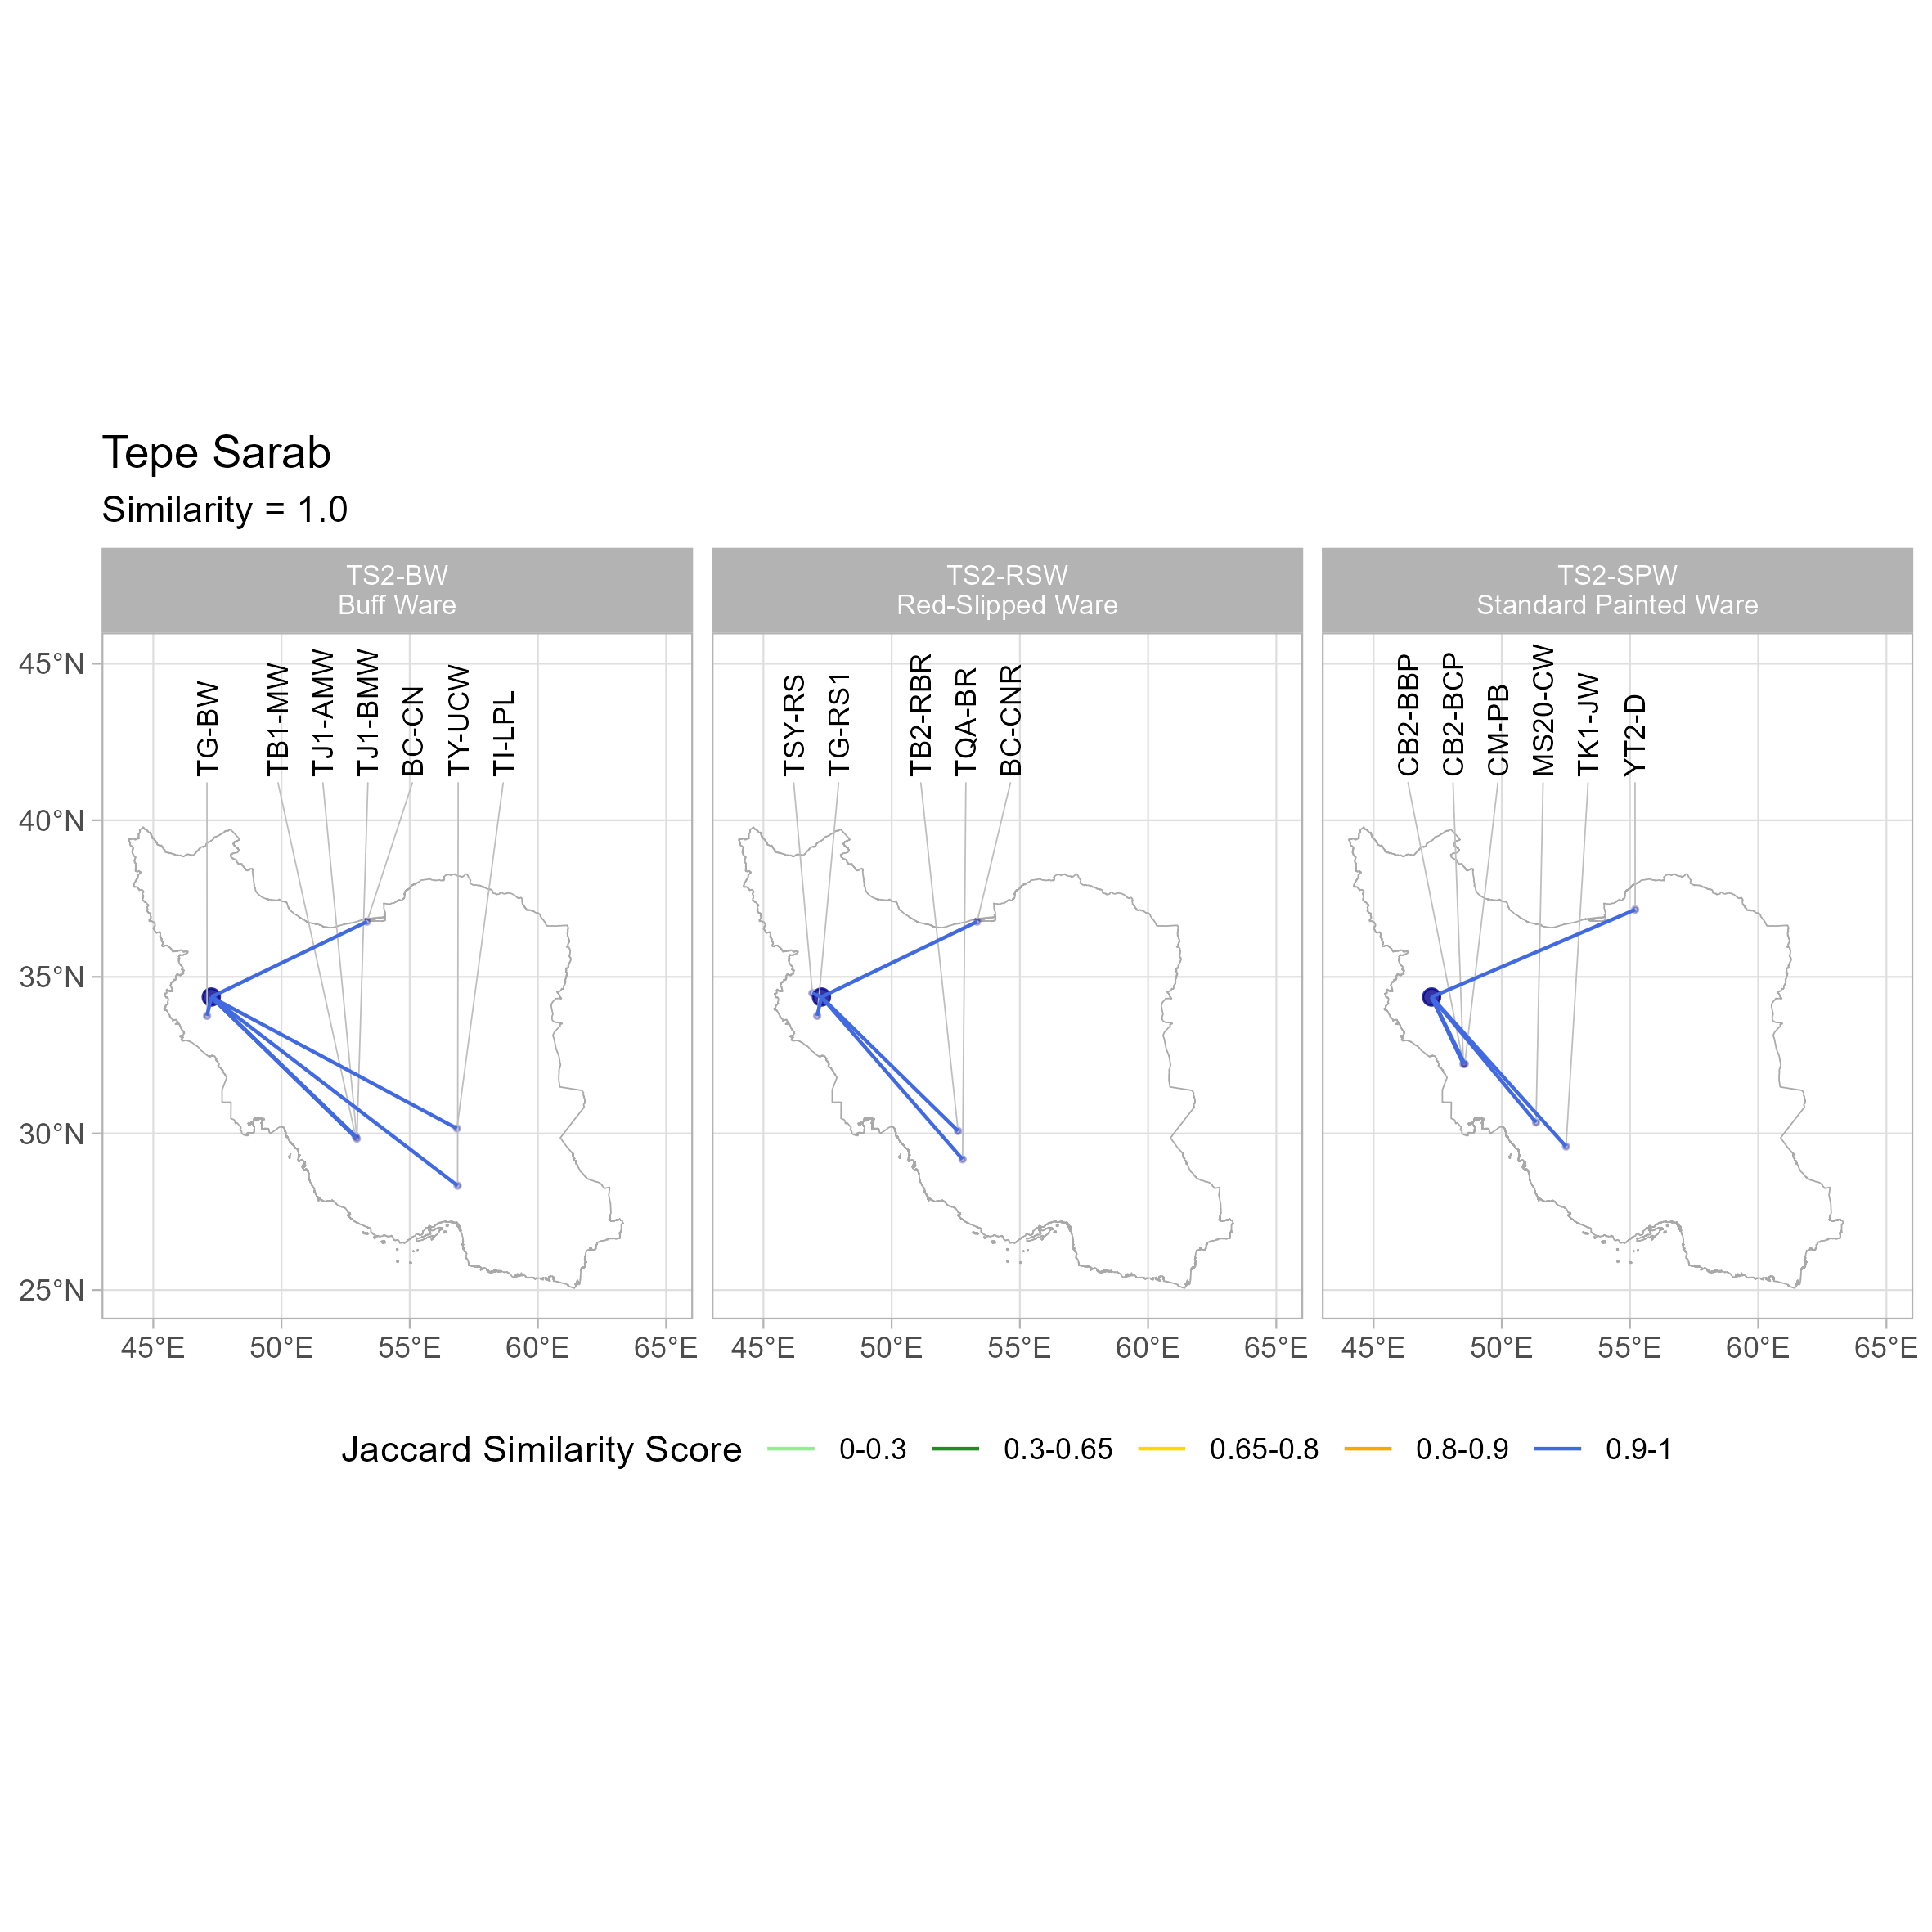 Tepe Sarab
Similarity = 1.0
TS2-BW
Buff Ware
TS2-RSW
Red-Slipped Ware
TS2-SPW
Standard Painted Ware
45°N
40°N
35°N
30°N
25°N
TG-BW
TB1-MW
TJ1-AMW
TJ1-BMW
BC-CN
TY-UCW
TI-LPL
TSY-RS
TG-RS1
TB2-RBR
TQA-BR
BC-CNR
CB2-BBP
CB2-BCP
CM-PB
MS20-CW
TK1-JW
YT2-D
45°E 50°E 55°E 60°E 65°E
45°E 50°E 55°E 60°E 65°E
45°E 50°E 55°E 60°E 65°E
Jaccard Similarity Score 0-0.3 0.3-0.65 0.65-0.8 0.8-0.9 0.9-1